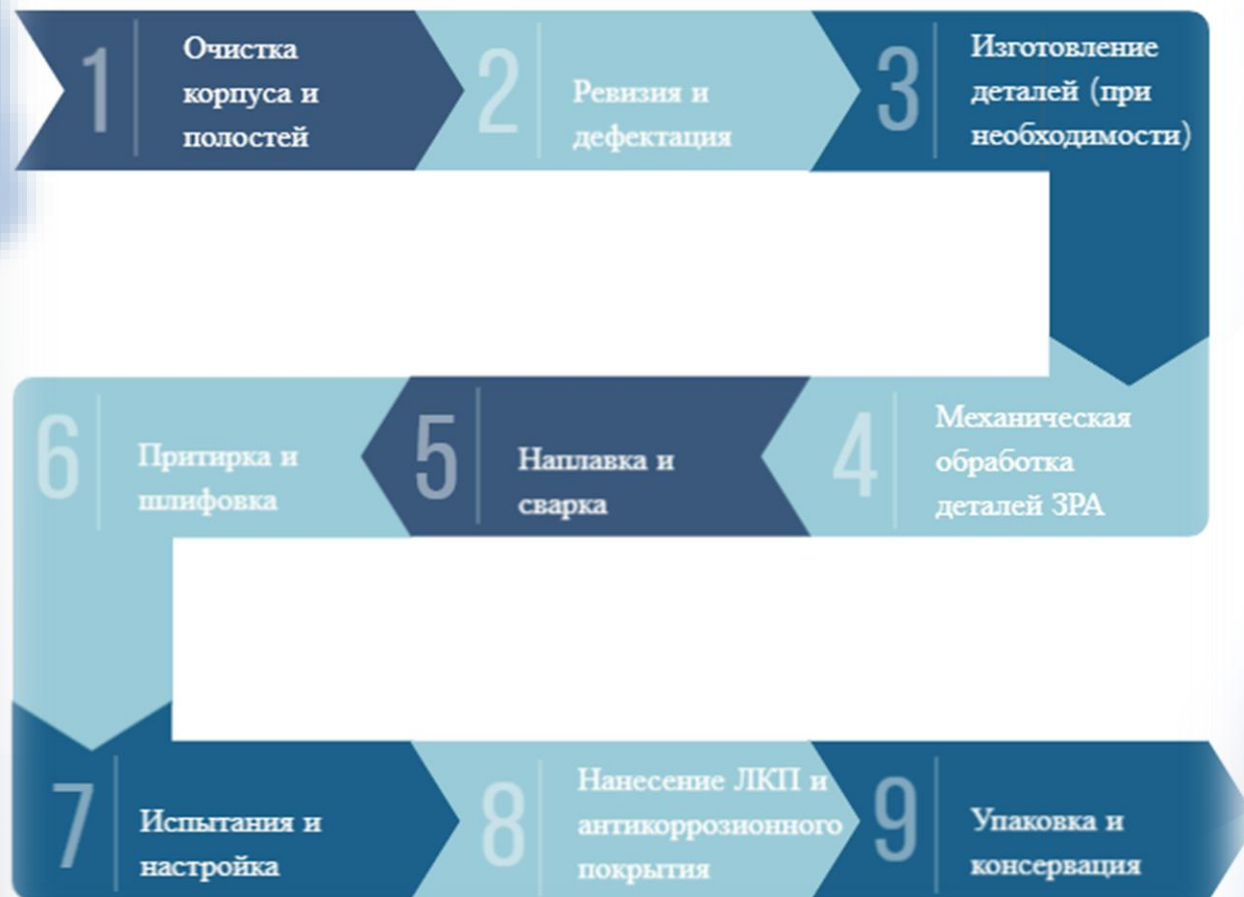 1
Очистка
корпуса и
полостей
2
Ревизия и
дефектация
3
Изготовление
деталей (при
необходимости)
4
Механическая
обработка
деталей ЗРА
5
Наплавка и
сварка
6
Притирка и
шлифовка
7
Испытания и
настройка
8
Нанесение ЛКП и
антикоррозионного
покрытия
9
Упаковка и
консервация